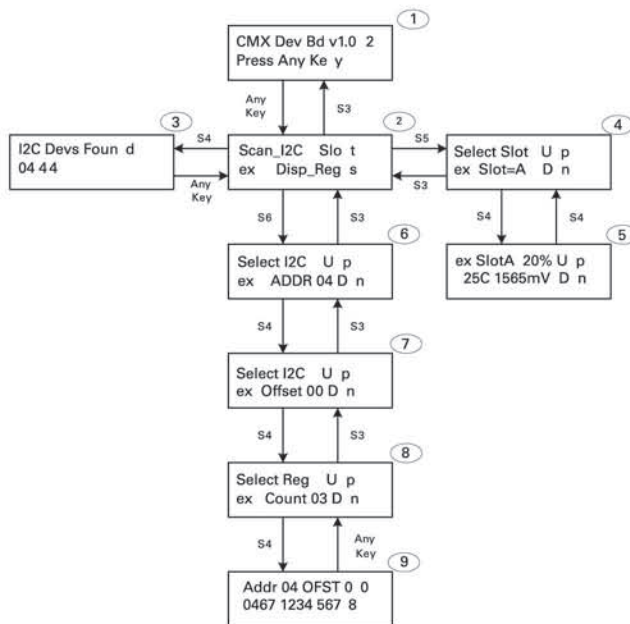 1
CMX Dev Bd v1.0 2
Press Any Ke y
Any
Key
S3
3
I2C Devs Foun d
04 44
S4
Any
Key
2
Scan_I2C Slo t
ex Disp_Reg s
S5
S3
4
Select Slot U p
ex Slot=A D n
S4
S4
5
ex SlotA 20% U p
25C 1565mV D n
S6
S3
6
Select I2C U p
ex ADDR 04 D n
S4
S3
7
Select I2C U p
ex Offset 00 D n
S4
S3
8
Select Reg U p
ex Count 03 D n
S4
Any
Key
9
Addr 04 OFST 0 0
0467 1234 567 8